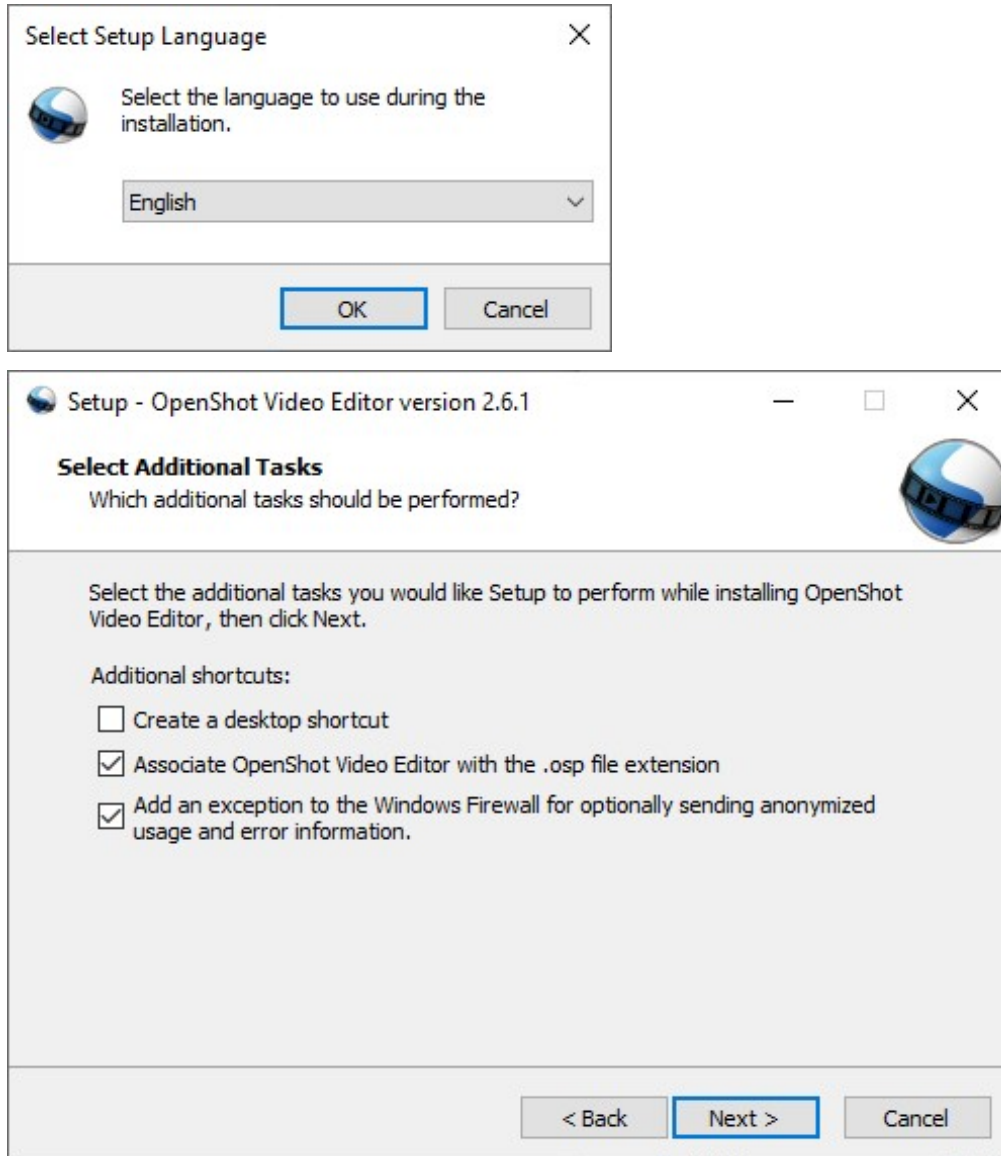 Select Setup Language
Select the language to use during the
installation.
English
OK
Cancel
Setup - OpenShot Video Editor version 2.6.1
Select Additional Tasks
Which additional tasks should be performed?
Select the additional tasks you would like Setup to perform while installing OpenShot
Video Editor, then click Next.
Additional shortcuts:
Create a desktop shortcut
Associate OpenShot Video Editor with the .osp file extension
Add an exception to the Windows Firewall for optionally sending anonymized
usage and error information.
< Back
Next >
Cancel